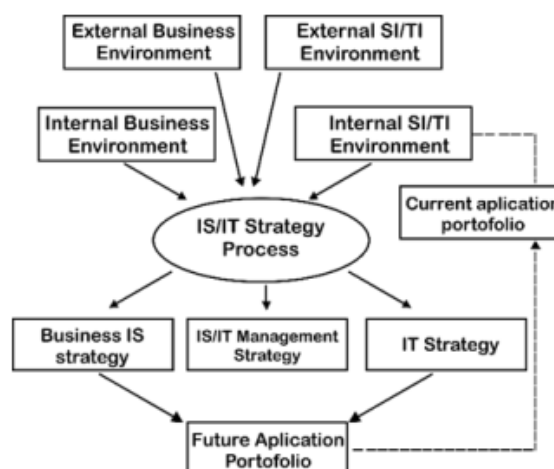 External Business
Environment
External SI/TI
Environment
Internal Business
Environment
Internal SI/TI
Environment
Current aplication
portofolio
IS/IT Strategy
Process
Business IS
strategy
IS/IT Management
Strategy
IT Strategy
Future Aplication
Portofolio